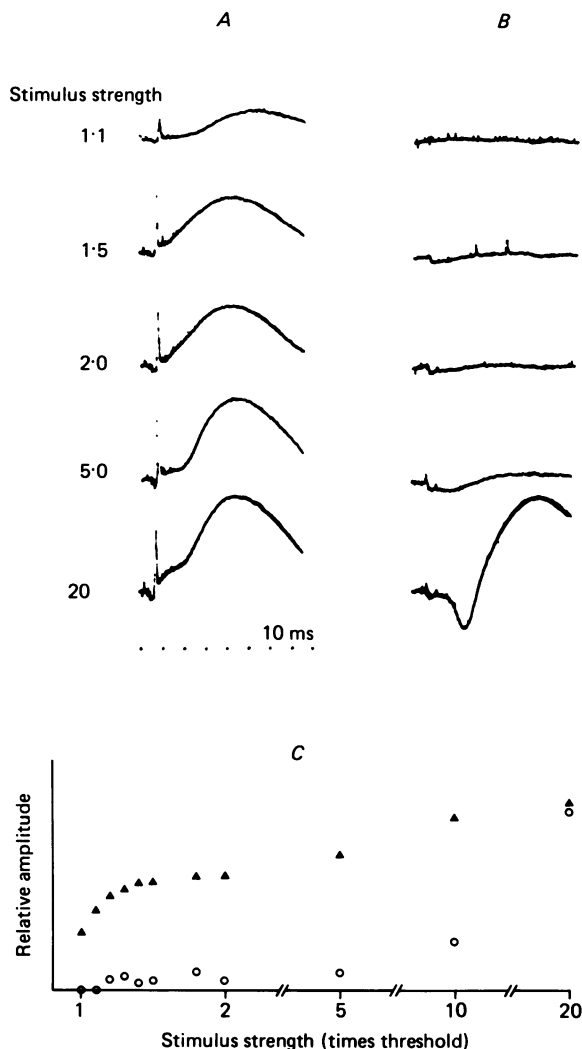 A B
Stimulus strength
1·1
1·5
2·0
5·0
20
10 ms
C
Relative amplitude
1 2 5 10 20
Stimulus strength (times threshold)